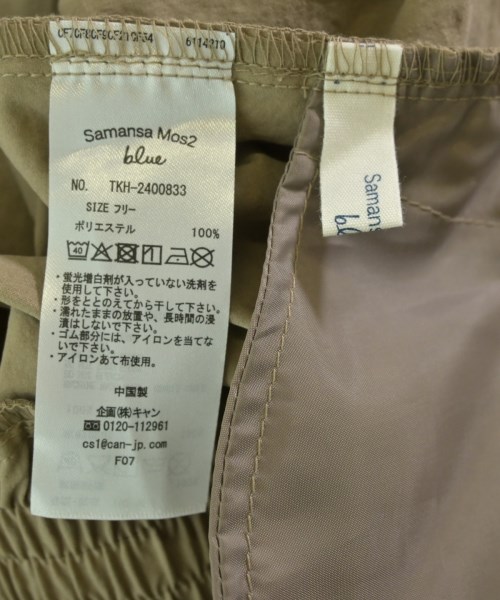 6114210
Samansa Mos2
blue
NO. TKH-2400833
SIZE フリー
ポリエステル 100%
40
・蛍光増白剤が入っていない洗剤を
使用して下さい。
・形をととのえてから干して下さい。
・濡れたままの放置や、長時間の浸
漬はしないで下さい。
・ゴム部分には、アイロンを当てな
いで下さい。
・アイロンあて布使用。
中国製
企画(株)キャン
0120-112961
cs1@can-jp.com
F07
Samansa